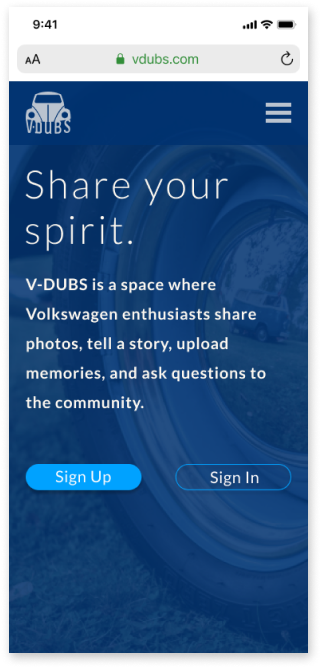 9:41
AA
vdubs.com
VDUBS
Share your
spirit.
V-DUBS is a space where
Volkswagen enthusiasts share
photos, tell a story, upload
memories, and ask questions to
the community.
Sign Up
Sign In